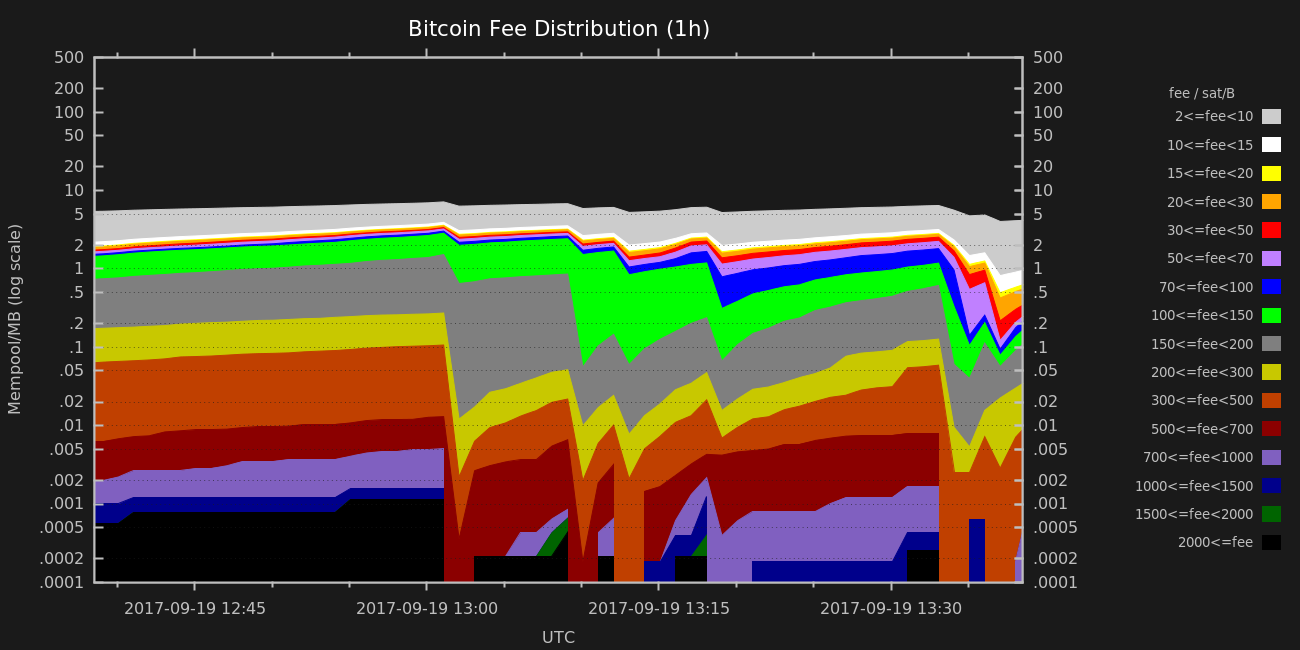 Bitcoin Fee Distribution (1h)
Mempool/MB (log scale)
500
200
100
50
20
10
5
2
1
.5
.2
.1
.05
.02
.01
.005
.002
.001
.0005
.0002
.0001
500
200
100
50
20
10
5
2
1
.5
.2
.1
.05
.02
.01
.005
.002
.001
.0005
.0002
.0001
2017-09-19 12:45 2017-09-19 13:00 2017-09-19 13:15 2017-09-19 13:30
UTC
fee / sat/B
2<=fee<10
10<=fee<15
15<=fee<20
20<=fee<30
30<=fee<50
50<=fee<70
70<=fee<100
100<=fee<150
150<=fee<200
200<=fee<300
300<=fee<500
500<=fee<700
700<=fee<1000
1000<=fee<1500
1500<=fee<2000
2000<=fee